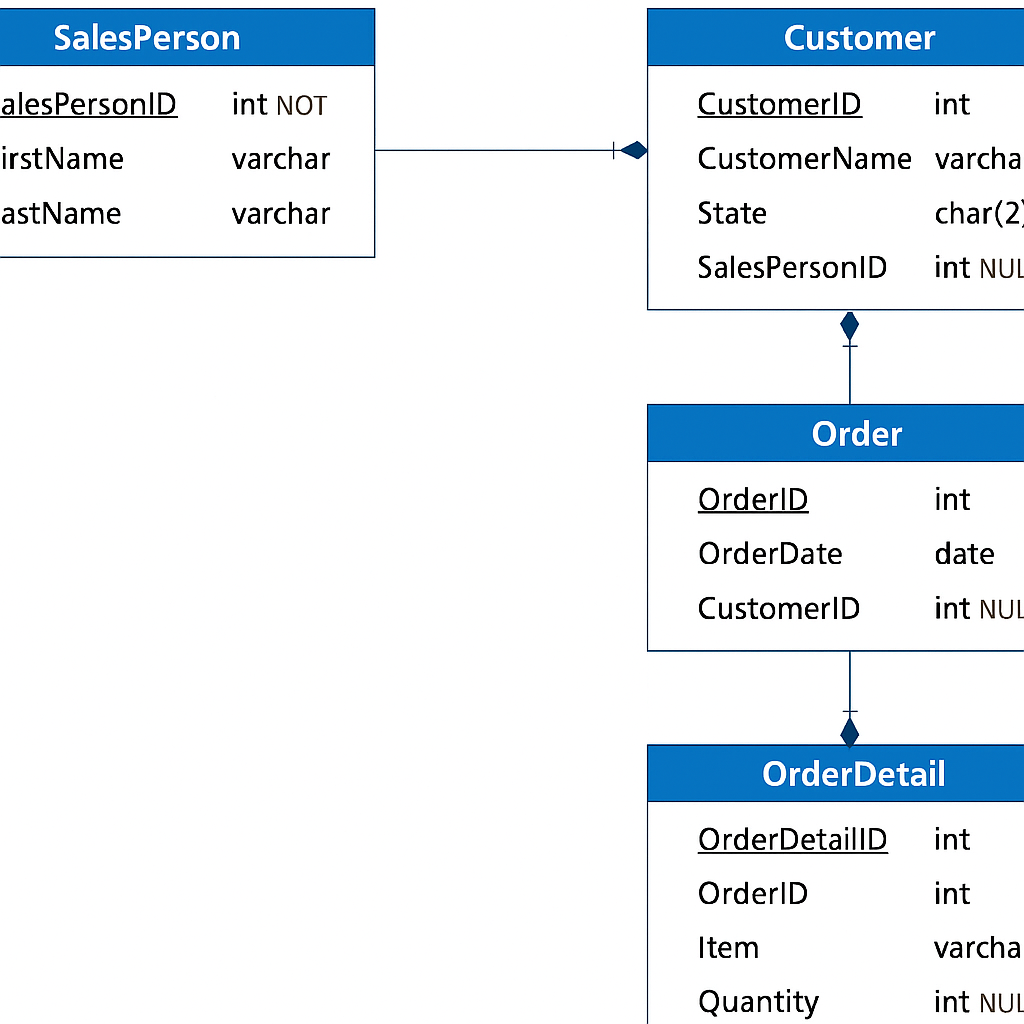 SalesPerson
alesPersonID int NOT
irstName varchar
astName varchar
Customer
CustomerID int
CustomerName varcha
State char(2)
SalesPersonID int NUL
Order
OrderID int
OrderDate date
CustomerID int NUL
OrderDetail
OrderDetailID int
OrderID int
Item varcha
Quantity int NUL